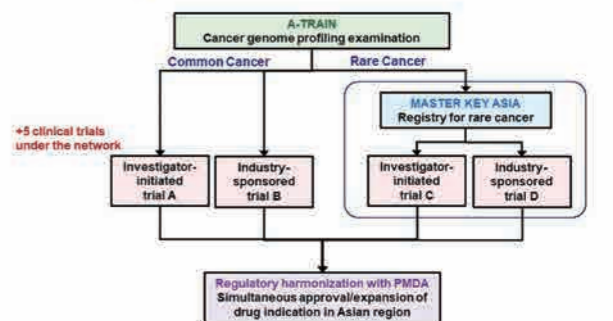 A-TRAIN
Cancer genome profiling examination
Common Cancer
Rare Cancer
MASTER KEY ASIA
Registry for rare cancer
+5 clinical trials
under the network
Investigator-
initiated
trial A
Industry-
sponsored
trial B
Investigator-
initiated
trial C
Industry-
sponsored
trial D
Regulatory harmonization with PMDA
Simultaneous approval/expansion of
drug indication in Asian region